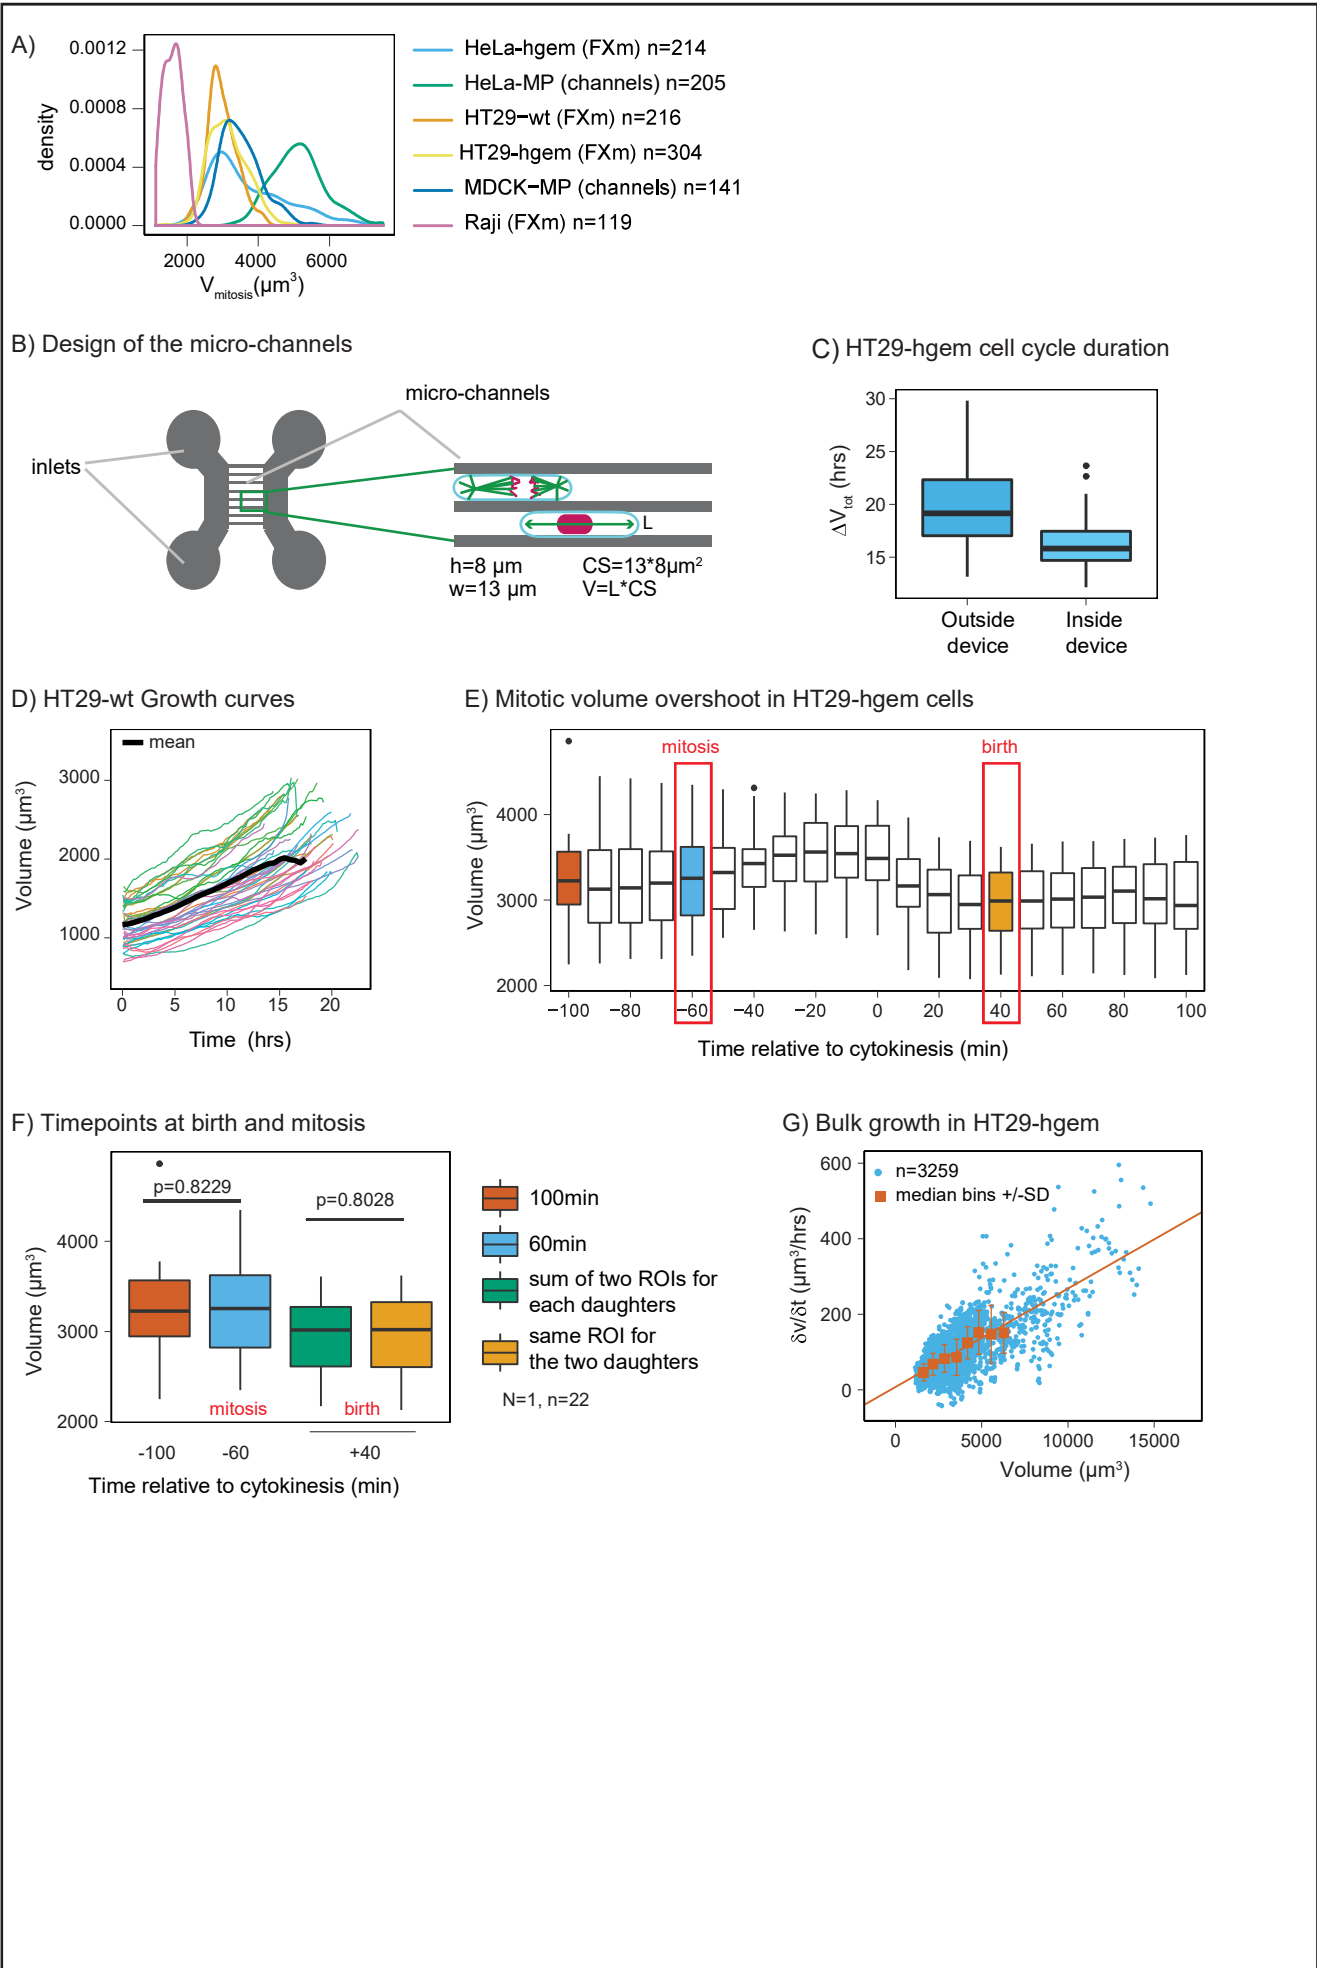 A)
0.0012
0.0008
0.0004
0.0000
density
2000 4000 6000
Vmitosis(µm³)
HeLa-hgem (FXm) n=214
HeLa-MP (channels) n=205
HT29-wt (FXm) n=216
HT29-hgem (FXm) n=304
MDCK-MP (channels) n=141
Raji (FXm) n=119
B) Design of the micro-channels
micro-channels
inlets
L
h=8 µm CS=13*8µm²
w=13 µm V=L*CS
C) HT29-hgem cell cycle duration
30
25
20
15
ΔVtot (hrs)
Outside device
Inside device
D) HT29-wt Growth curves
mean
3000
2000
1000
Volume (µm³)
0 5 10 15 20
Time (hrs)
E) Mitotic volume overshoot in HT29-hgem cells
mitosis birth
4000
3000
2000
Volume (µm³)
−100 −80 −60 −40 −20 0 20 40 60 80 100
Time relative to cytokinesis (min)
F) Timepoints at birth and mitosis
p=0.8229
p=0.8028
4000
3000
2000
Volume (µm³)
mitosis birth
-100 -60 +40
Time relative to cytokinesis (min)
100min
60min
sum of two ROIs for
each daughters
same ROI for
the two daughters
N=1, n=22
G) Bulk growth in HT29-hgem
n=3259
median bins +/-SD
600
400
200
0
δv/δt (µm³/hrs)
0 5000 10000 15000
Volume (µm³)